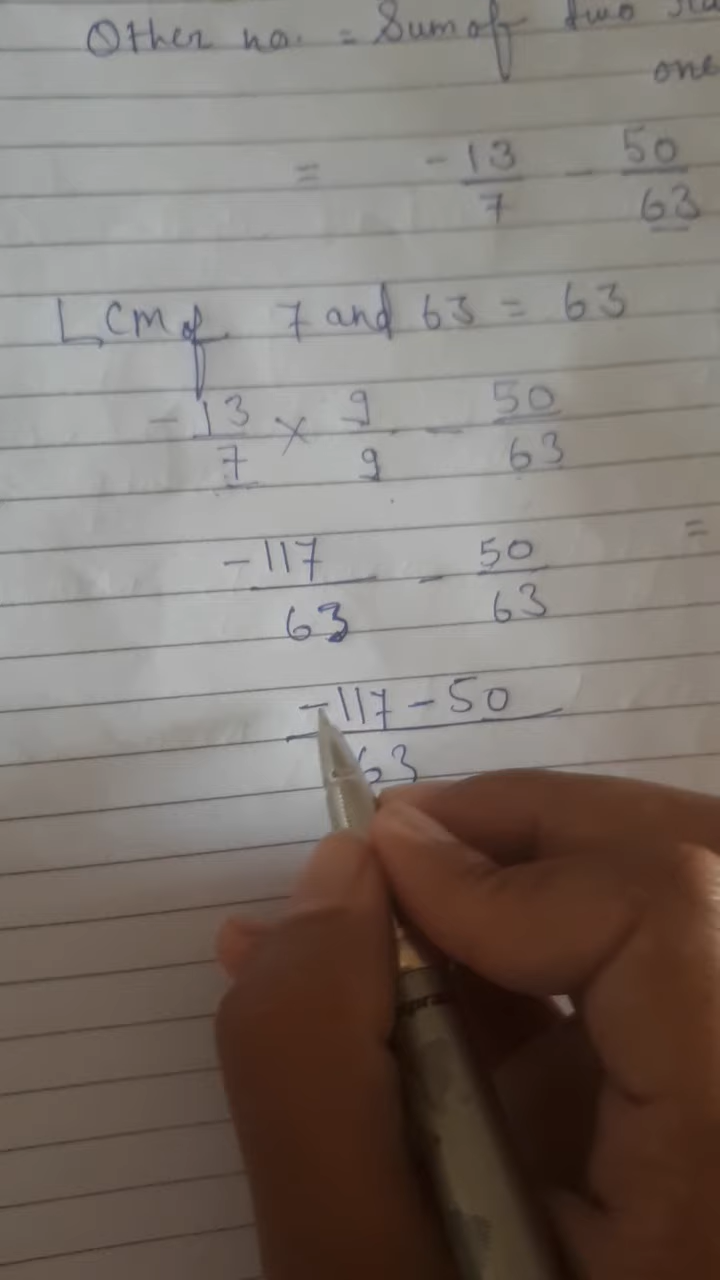 Other no. = Sum of two
one
= -13/7 - 50/63
LCM of 7 and 63 = 63
-13/7 × 9/9 - 50/63
-117/63 - 50/63 =
-117-50/63